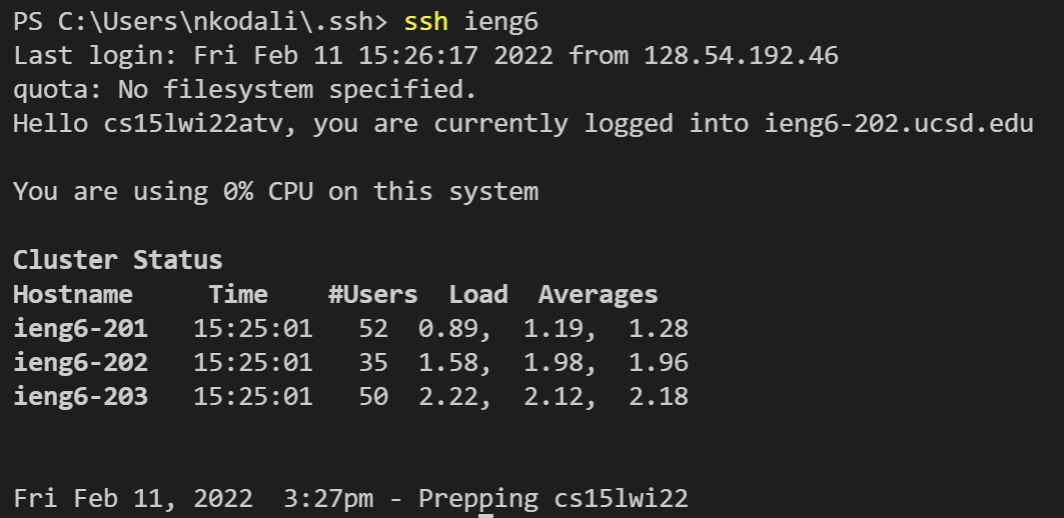 PS C:\Users\nkodali\.ssh> ssh ieng6
Last login: Fri Feb 11 15:26:17 2022 from 128.54.192.46
quota: No filesystem specified.
Hello cs15lwi22atv, you are currently logged into ieng6-202.ucsd.edu
You are using 0% CPU on this system
Cluster Status
Hostname     Time    #Users  Load  Averages
ieng6-201   15:25:01   52  0.89,  1.19,  1.28
ieng6-202   15:25:01   35  1.58,  1.98,  1.96
ieng6-203   15:25:01   50  2.22,  2.12,  2.18
Fri Feb 11, 2022  3:27pm - Prepping cs15lwi22